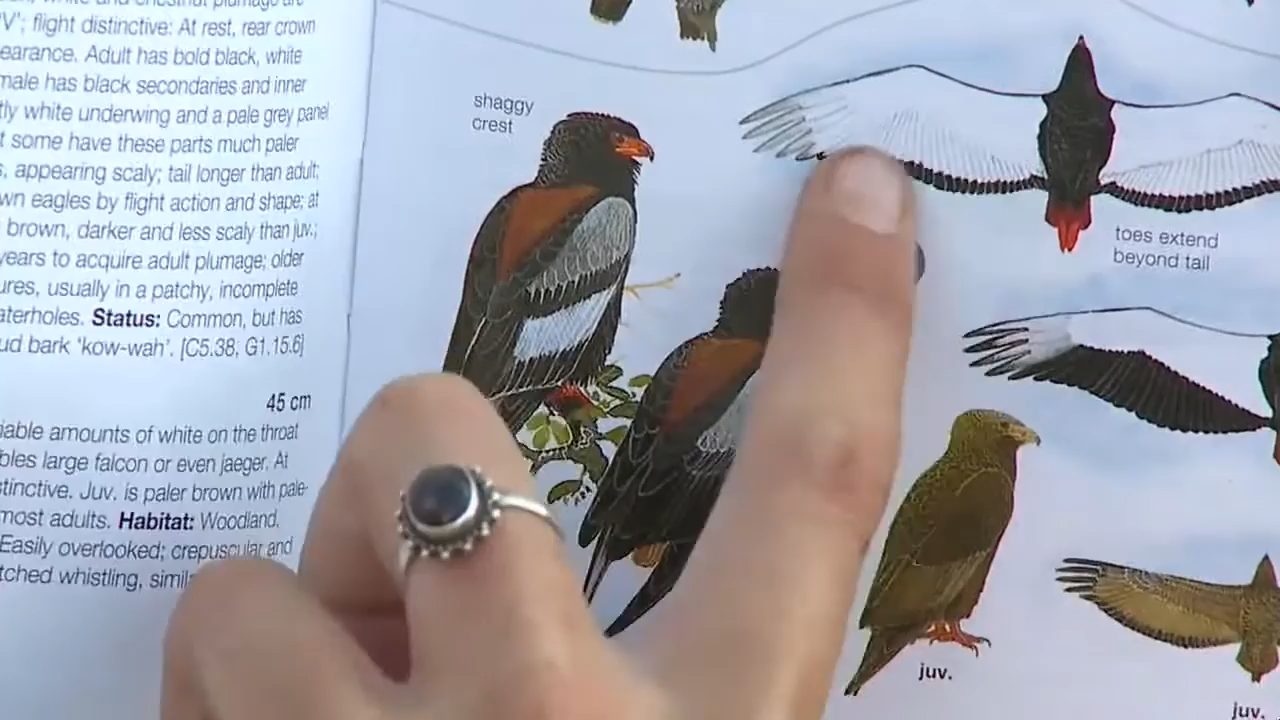 'V'; flight distinctive: At rest, rear crown
earance. Adult has bold black, white
male has black secondaries and inner
tly white underwing and a pale grey panel
t some have these parts much paler
s, appearing scaly; tail longer than adult;
wn eagles by flight action and shape; at
brown, darker and less scaly than juv.;
years to acquire adult plumage; older
ures, usually in a patchy, incomplete
aterholes. Status: Common, but has
ud bark 'kow-wah'. [C5.38, G1.15.6]
45 cm
iable amounts of white on the throat
bles large falcon or even jaeger. At
stinctive. Juv. is paler brown with pale-
most adults. Habitat: Woodland,
Easily overlooked; crepuscular and
tched whistling, simil
shaggy
crest
toes extend
beyond tail
juv.
juv.